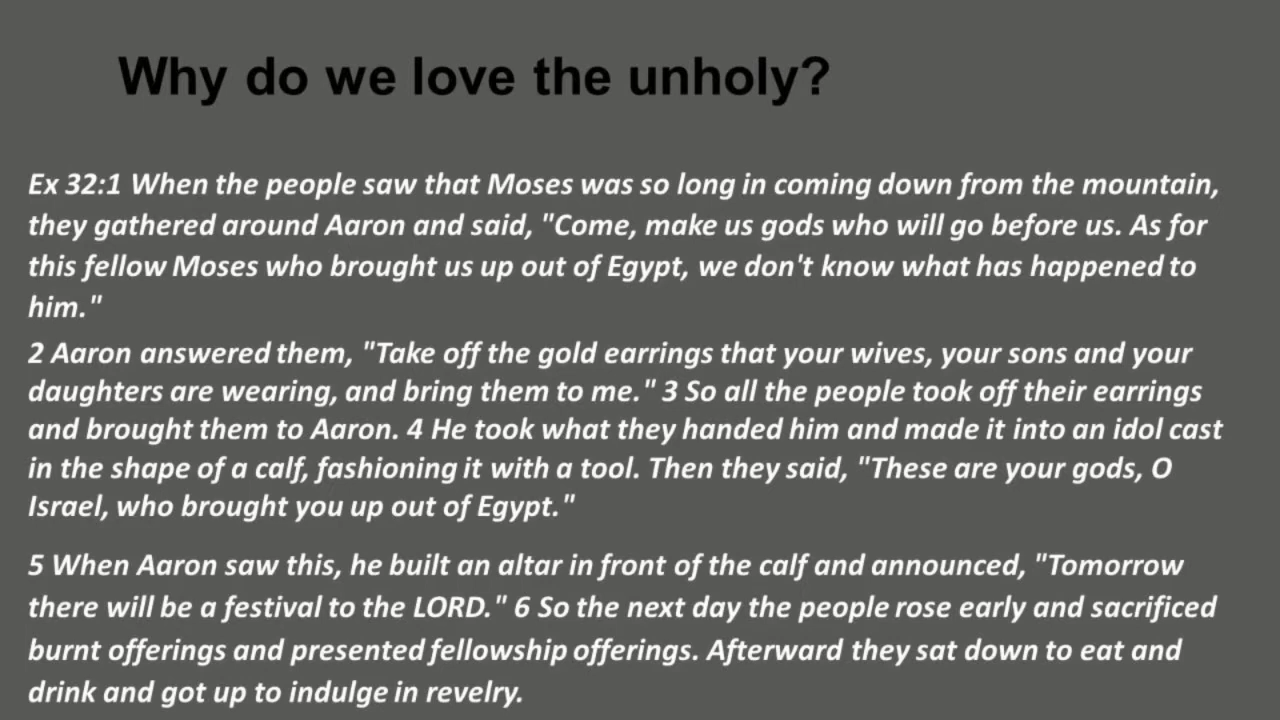 Why do we love the unholy?
Ex 32:1 When the people saw that Moses was so long in coming down from the mountain,
they gathered around Aaron and said, "Come, make us gods who will go before us. As for
this fellow Moses who brought us up out of Egypt, we don't know what has happened to
him."
2 Aaron answered them, "Take off the gold earrings that your wives, your sons and your
daughters are wearing, and bring them to me." 3 So all the people took off their earrings
and brought them to Aaron. 4 He took what they handed him and made it into an idol cast
in the shape of a calf, fashioning it with a tool. Then they said, "These are your gods, O
Israel, who brought you up out of Egypt."
5 When Aaron saw this, he built an altar in front of the calf and announced, "Tomorrow
there will be a festival to the LORD." 6 So the next day the people rose early and sacrificed
burnt offerings and presented fellowship offerings. Afterward they sat down to eat and
drink and got up to indulge in revelry.